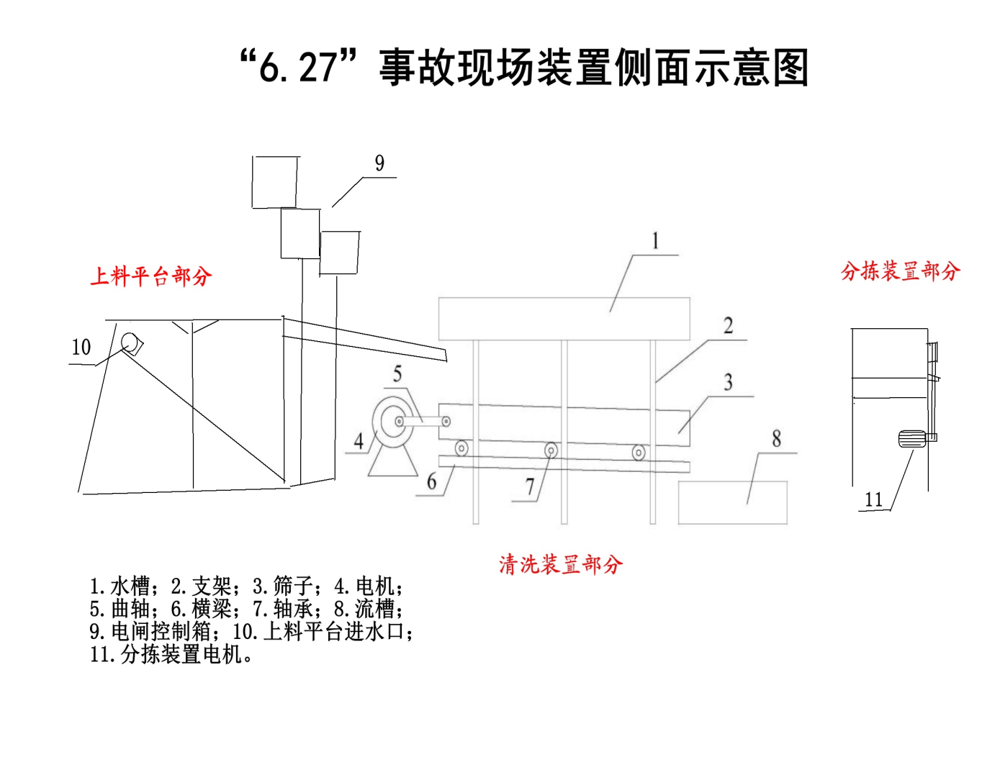 “6.27”事故现场装置侧面示意图
9
1
上料平台部分
分拣装置部分
2
10
5
3
4
8
6
7
11
清洗装置部分
1.水槽；2.支架；3.筛子；4.电机；
5.曲轴；6.横梁；7.轴承；8.流槽；
9.电闸控制箱；10.上料平台进水口；
11.分拣装置电机。